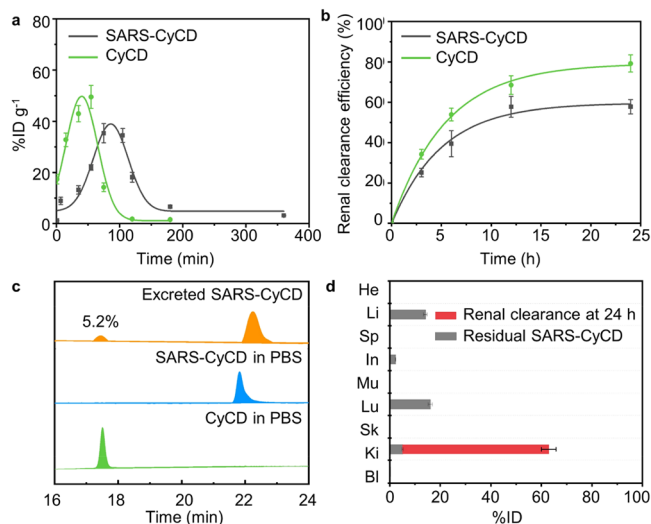 a
SARS-CyCD
CyCD
%ID g⁻¹
80
60
40
20
0
0
100
200
300
400
Time (min)
b
SARS-CyCD
CyCD
Renal clearance efficiency (%)
100
80
60
40
20
0
0
5
10
15
20
25
Time (h)
c
Excreted SARS-CyCD
5.2%
SARS-CyCD in PBS
CyCD in PBS
16
18
20
22
24
Time (min)
d
He
Li
Sp
In
Mu
Lu
Sk
Ki
Bl
Renal clearance at 24 h
Residual SARS-CyCD
0
20
40
60
80
100
%ID